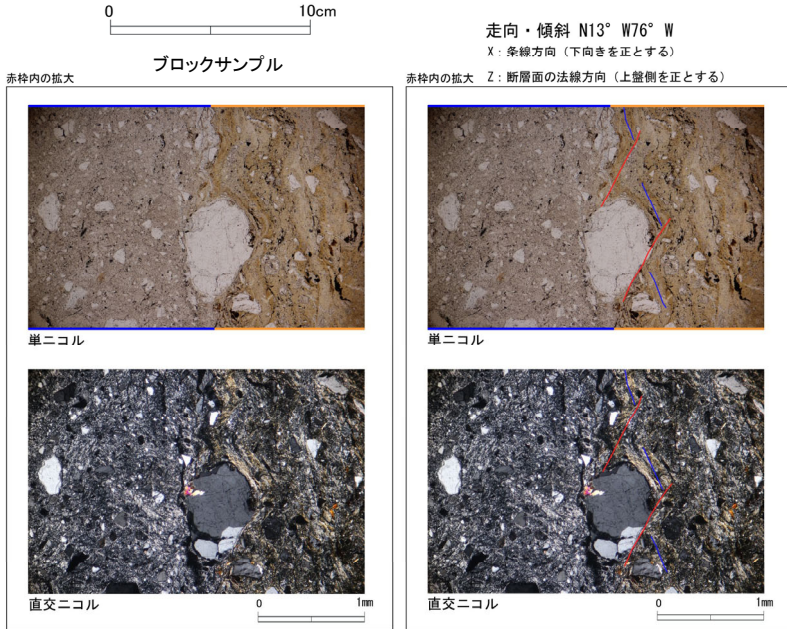 0 10cm
ブロックサンプル
走向・傾斜 N13° W76° W
X：条線方向（下向きを正とする）
Z：断層面の法線方向（上盤側を正とする）
赤枠内の拡大
赤枠内の拡大
単ニコル
単ニコル
直交ニコル
0 1mm
直交ニコル
0 1mm